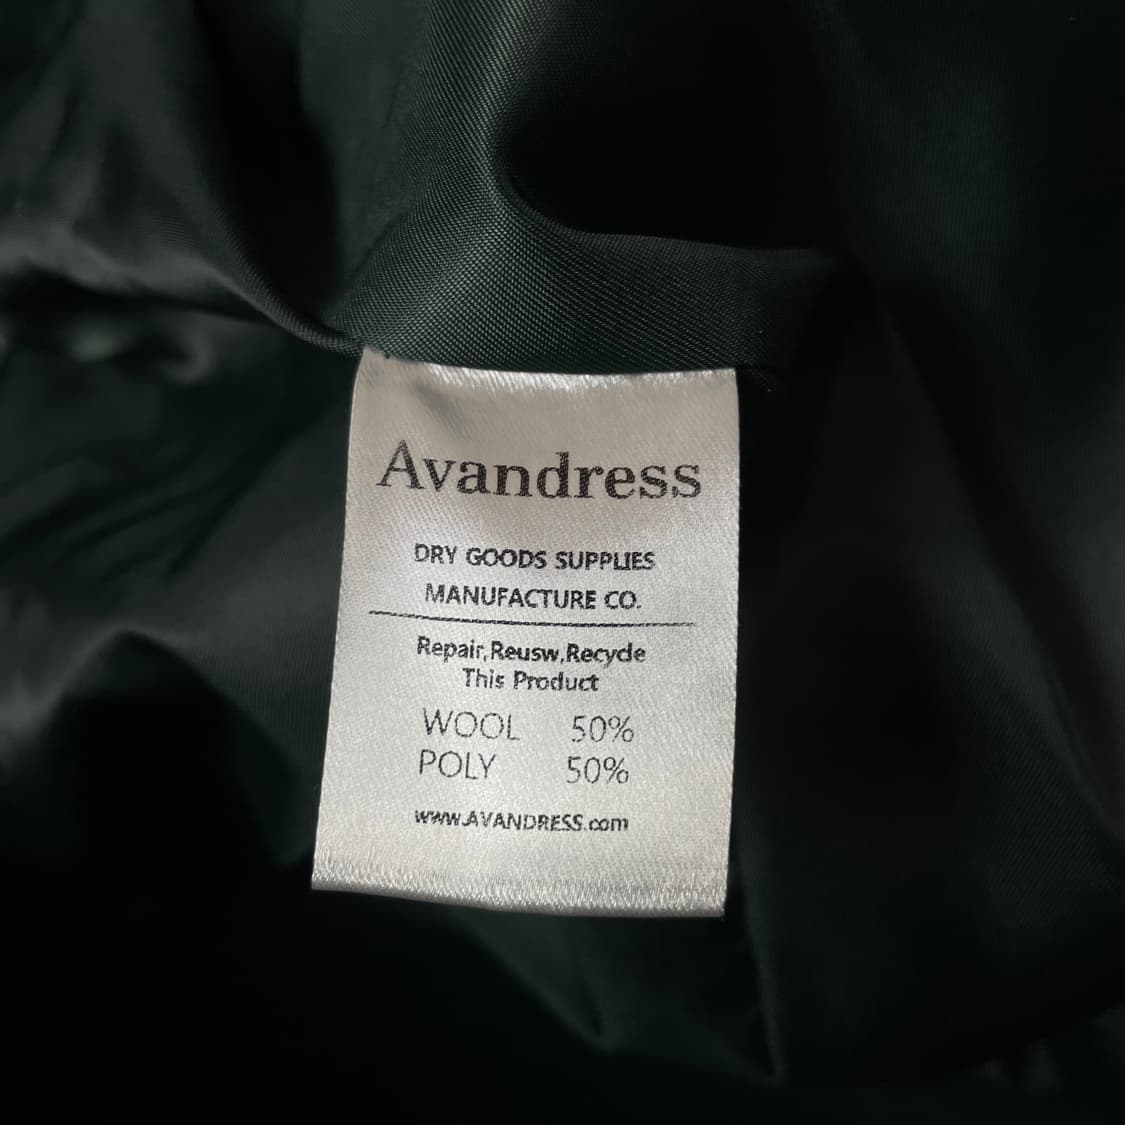 Avandress
DRY GOODS SUPPLIES
MANUFACTURE CO.
Repair,Reusw,Recycle
This Product
WOOL 50%
POLY 50%
www.AVANDRESS.com